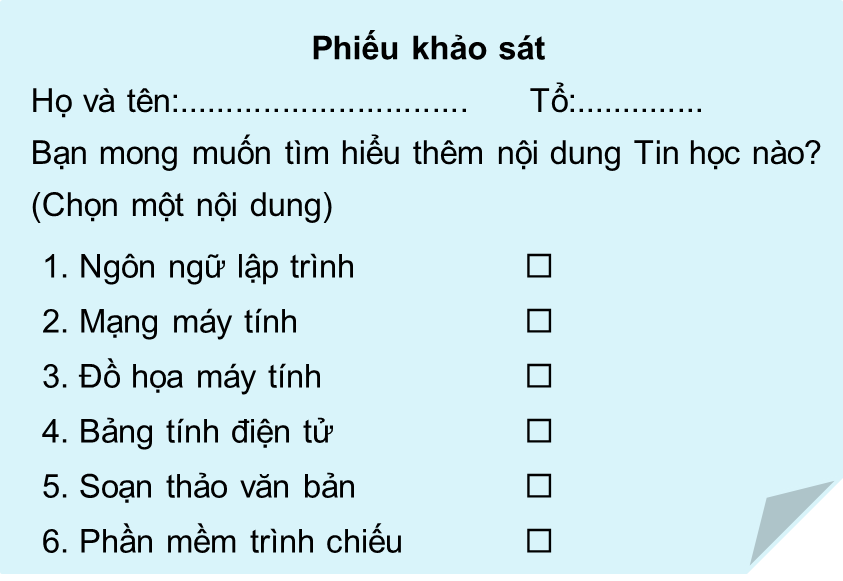 Phiếu khảo sát
Họ và tên:................................ Tổ:..............
Bạn mong muốn tìm hiểu thêm nội dung Tin học nào?
(Chọn một nội dung)
1. Ngôn ngữ lập trình □
2. Mạng máy tính □
3. Đồ họa máy tính □
4. Bảng tính điện tử □
5. Soạn thảo văn bản □
6. Phần mềm trình chiếu □